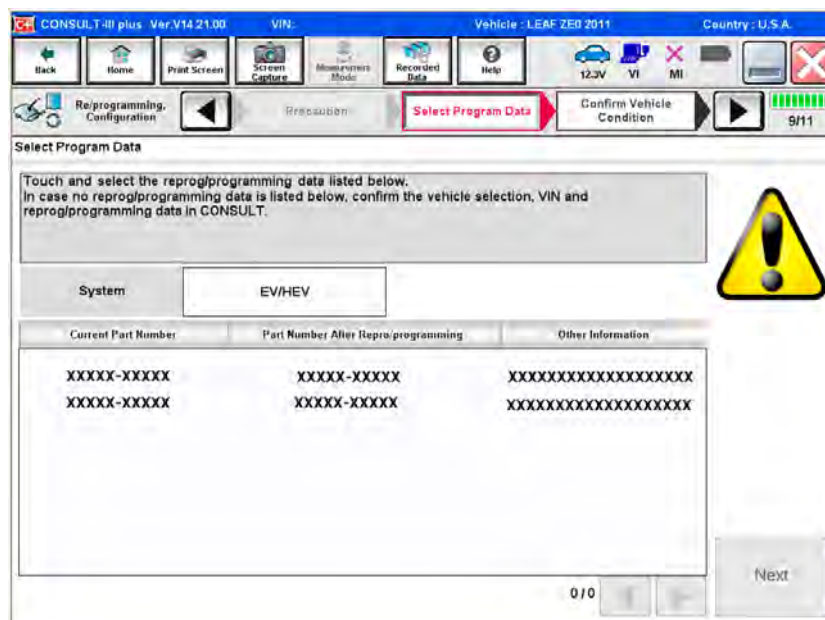 CONSULT-III plus Ver.V14.21.00 VIN: Vehicle : LEAF ZE0 2011 Country : U.S.A.
Back Home Print Screen Screen Capture Measurement Mode Recorded Data Help 12.3V VI MI
Re/programming, Configuration Precaution Select Program Data Confirm Vehicle Condition 9/11
Select Program Data
Touch and select the reprog/programming data listed below.
In case no reprog/programming data is listed below, confirm the vehicle selection, VIN and
reprog/programming data in CONSULT.
System EV/HEV
Current Part Number Part Number After Repro/programming Other Information
XXXXX-XXXXX XXXXX-XXXXX XXXXXXXXXXXXXXXXXXX
XXXXX-XXXXX XXXXX-XXXXX XXXXXXXXXXXXXXXXXXX
Next
0/0